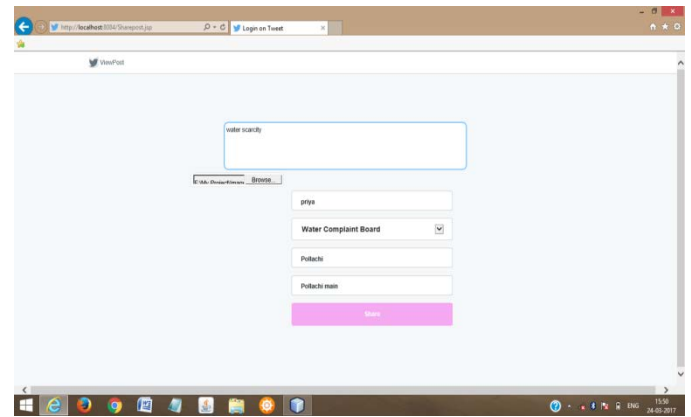 http://localhost:8084/Sharepost.jsp
Login on Tweet
ViewPost
water scarcity
Browse...
priya
Water Complaint Board
Pollachi
Pollachi main
Share
ENG
15:50
24-03-2017